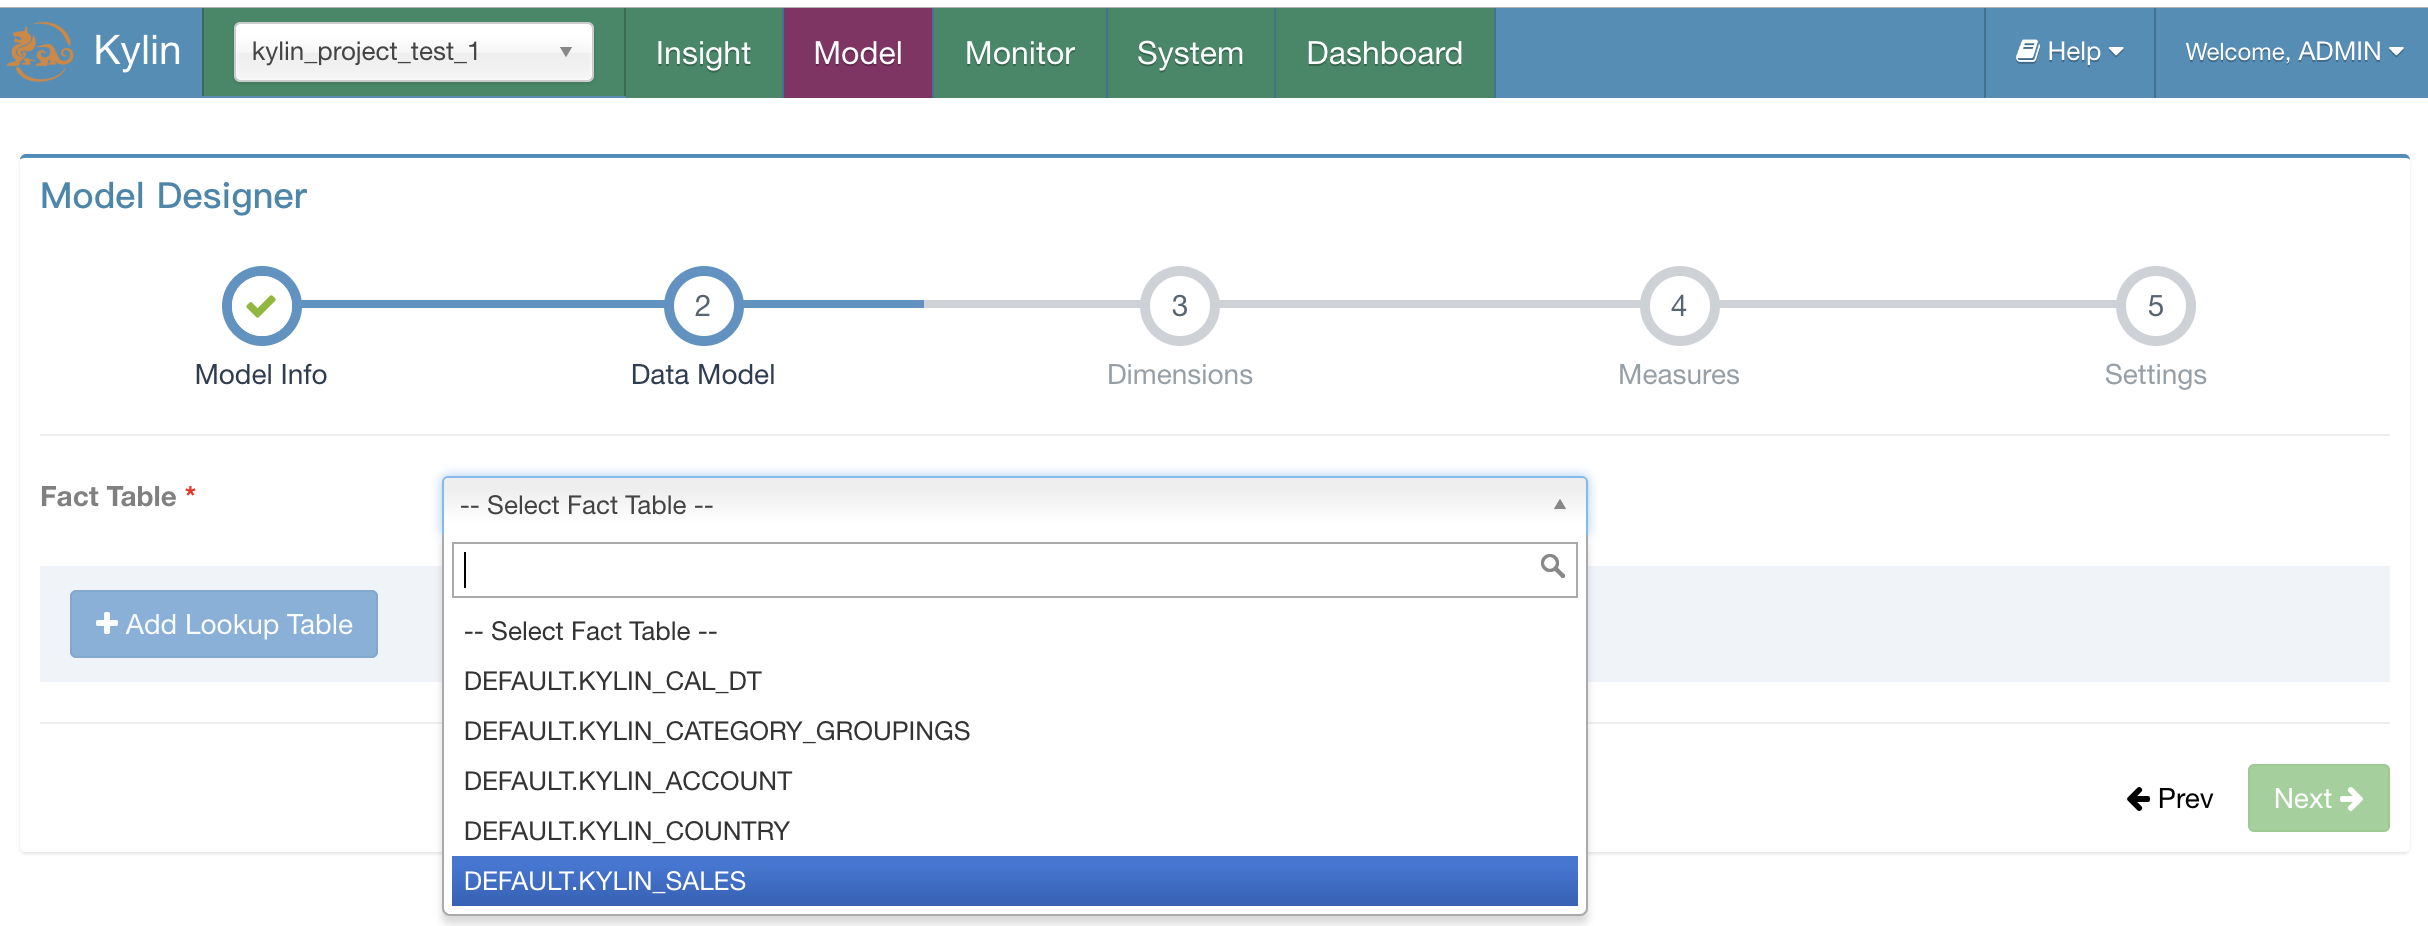 Kylin
kylin_project_test_1
Insight
Model
Monitor
System
Dashboard
Help
Welcome, ADMIN
Model Designer
2
3
4
5
Model Info
Data Model
Dimensions
Measures
Settings
Fact Table *
-- Select Fact Table --
Add Lookup Table
-- Select Fact Table --
DEFAULT.KYLIN_CAL_DT
DEFAULT.KYLIN_CATEGORY_GROUPINGS
DEFAULT.KYLIN_ACCOUNT
DEFAULT.KYLIN_COUNTRY
DEFAULT.KYLIN_SALES
Prev
Next